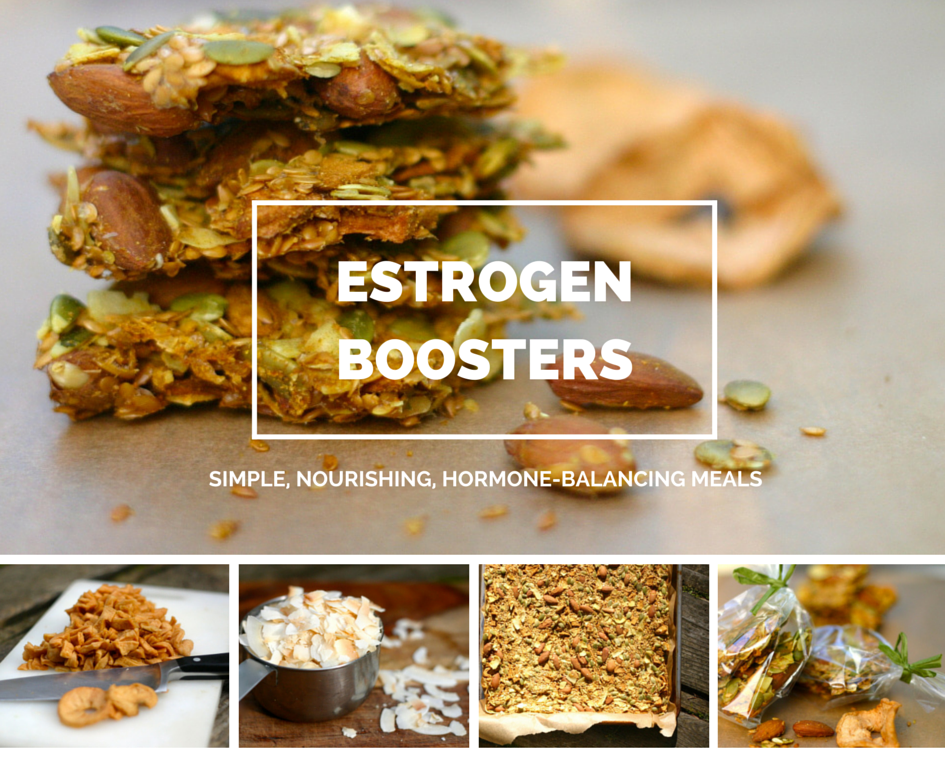 ESTROGEN
BOOSTERS
SIMPLE, NOURISHING, HORMONE-BALANCING MEALS